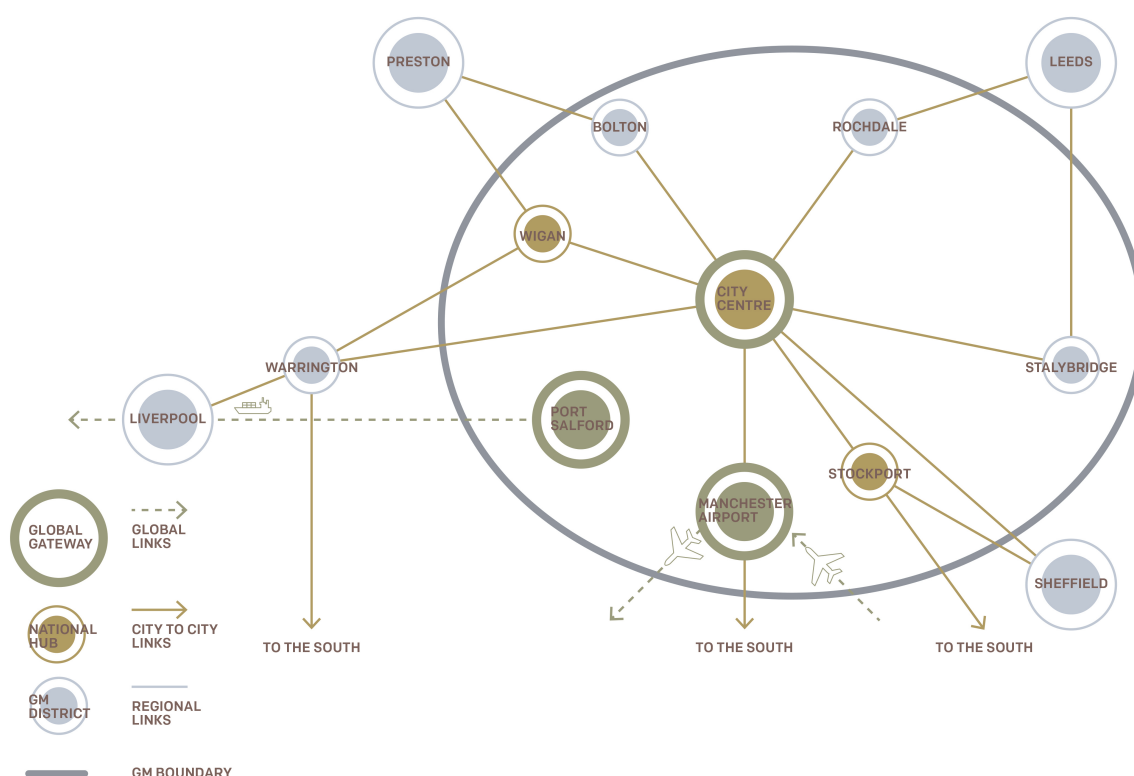 PRESTON
LEEDS
BOLTON
ROCHDALE
WIGAN
CITY
CENTRE
WARRINGTON
STALYBRIDGE
LIVERPOOL
PORT
SALFORD
STOCKPORT
MANCHESTER
AIRPORT
GLOBAL
GATEWAY
GLOBAL
LINKS
SHEFFIELD
NATIONAL
HUB
CITY TO CITY
LINKS
TO THE SOUTH
TO THE SOUTH
TO THE SOUTH
GM
DISTRICT
REGIONAL
LINKS
GM BOUNDARY